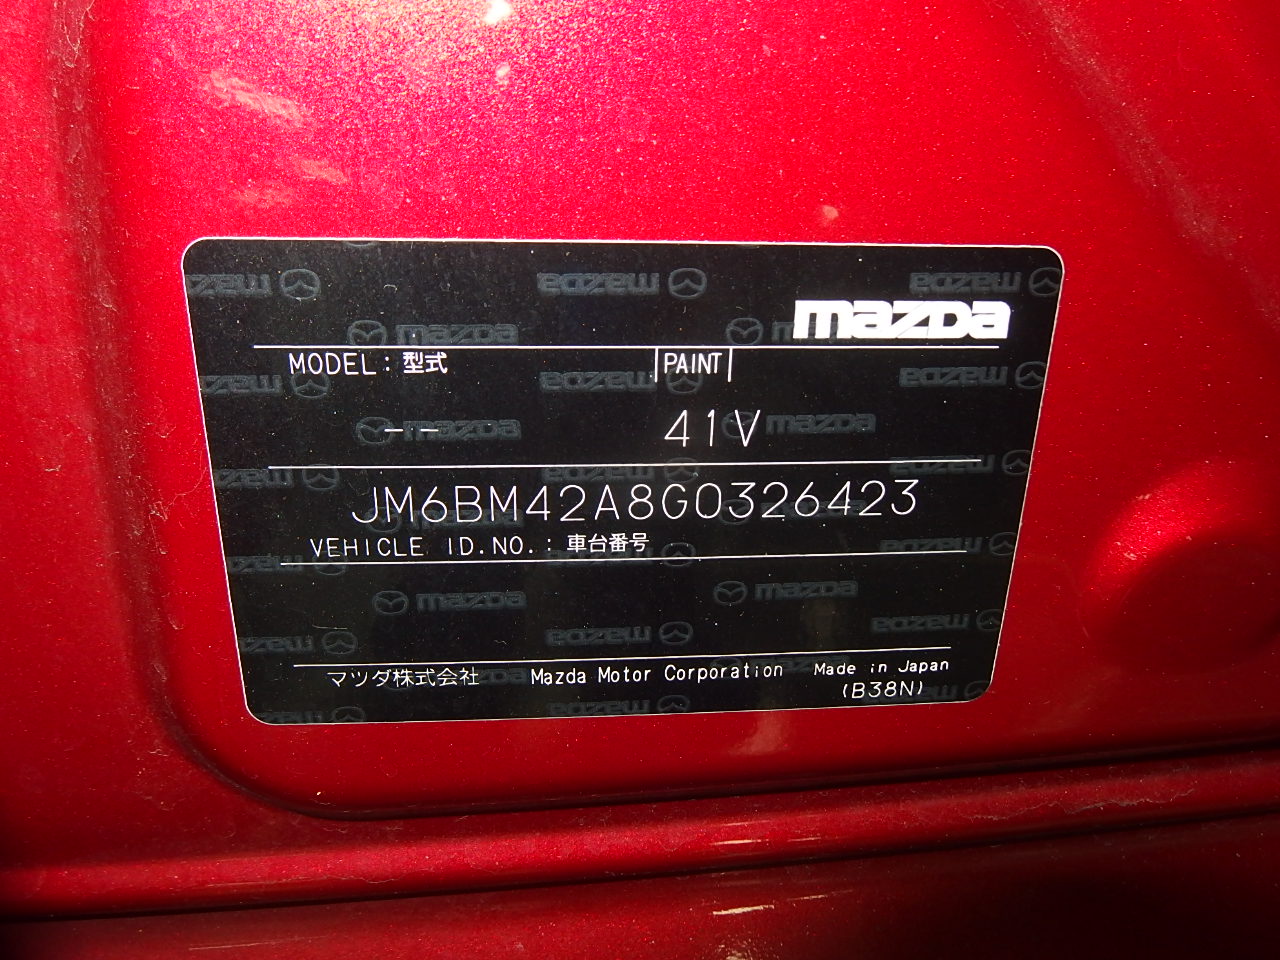 mazda
MODEL : 型式 PAINT
-- 41V
JM6BM42A8G0326423
VEHICLE ID.NO. : 車台番号
マツダ株式会社 Mazda Motor Corporation Made in Japan
(B38N)